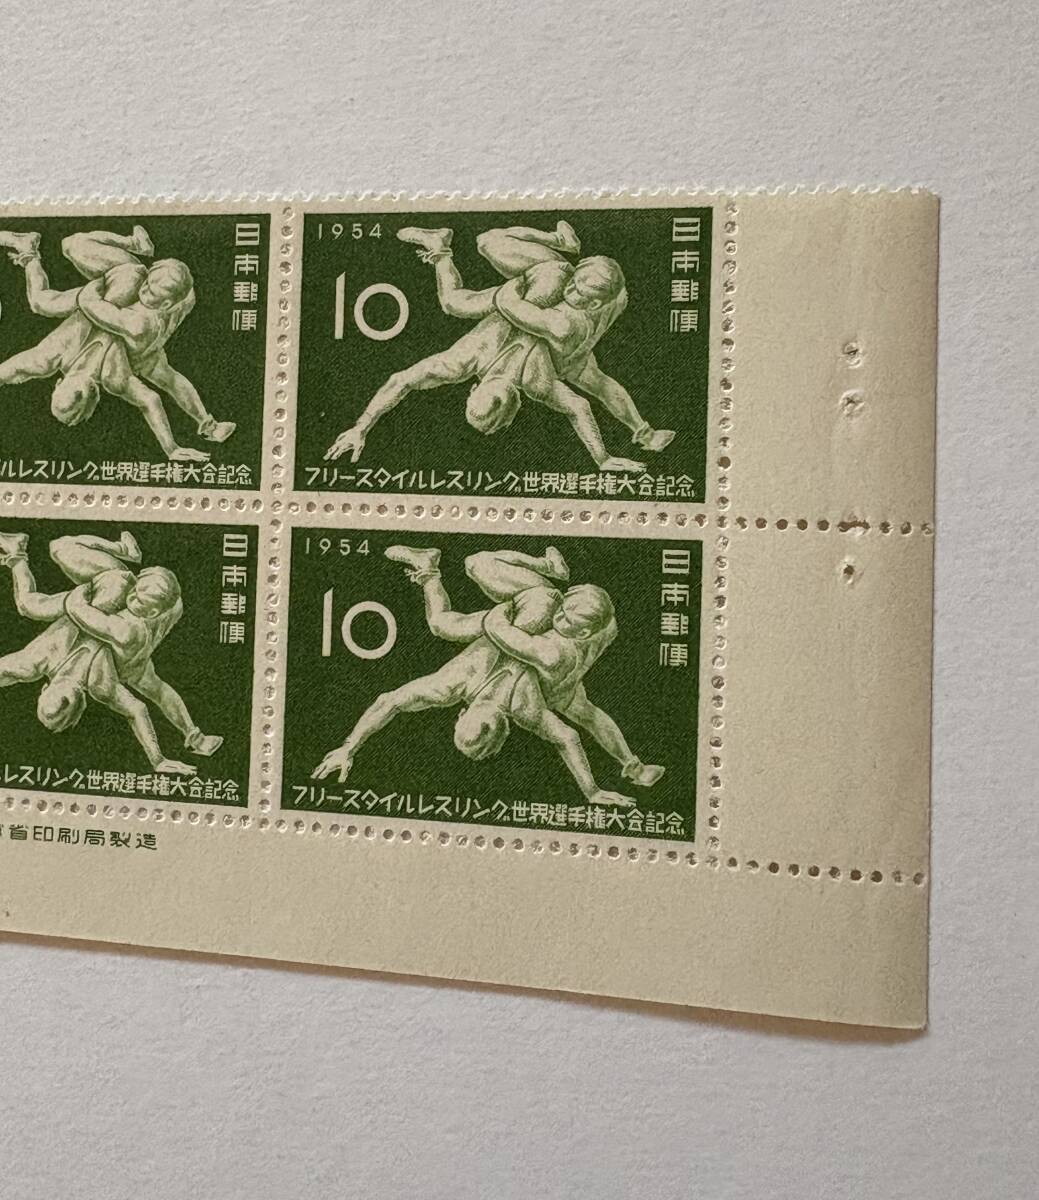 日本郵便
ルレスリング世界選手権大会記念
1954
10
日本郵便
フリースタイルレスリング世界選手権大会記念
日本郵便
レスリング世界選手権大会記念
1954
10
日本郵便
フリースタイルレスリング世界選手権大会記念
省印刷局製造